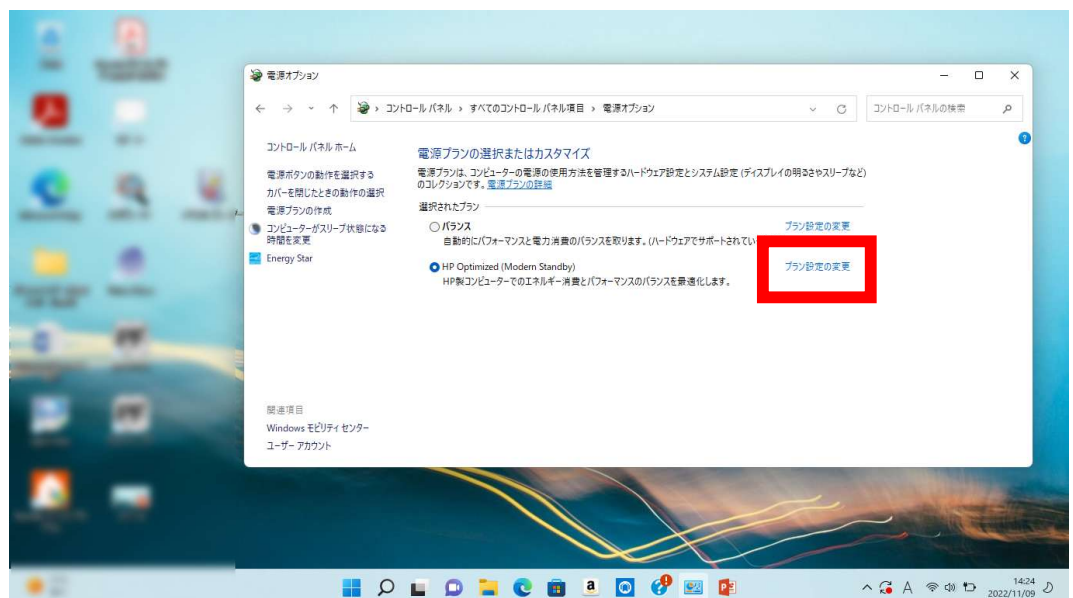 電源オプション
コントロール パネル › すべてのコントロール パネル項目 › 電源オプション
コントロール パネルの検索
コントロール パネル ホーム
電源ボタンの動作を選択する
カバーを閉じたときの動作の選択
電源プランの作成
コンピューターがスリープ状態になる
時間を変更
Energy Star
電源プランの選択またはカスタマイズ
電源プランは、コンピューターの電源の使用方法を管理するハードウェア設定とシステム設定 (ディスプレイの明るさやスリープなど)
のコレクションです。電源プランの詳細
選択されたプラン
バランス
プラン設定の変更
自動的にパフォーマンスと電力消費のバランスを取ります。(ハードウェアでサポートされてい
HP Optimized (Modern Standby)
プラン設定の変更
HP製コンピューターでのエネルギー消費とパフォーマンスのバランスを最適化します。
関連項目
Windows モビリティ センター
ユーザー アカウント
A
14:24
2022/11/09